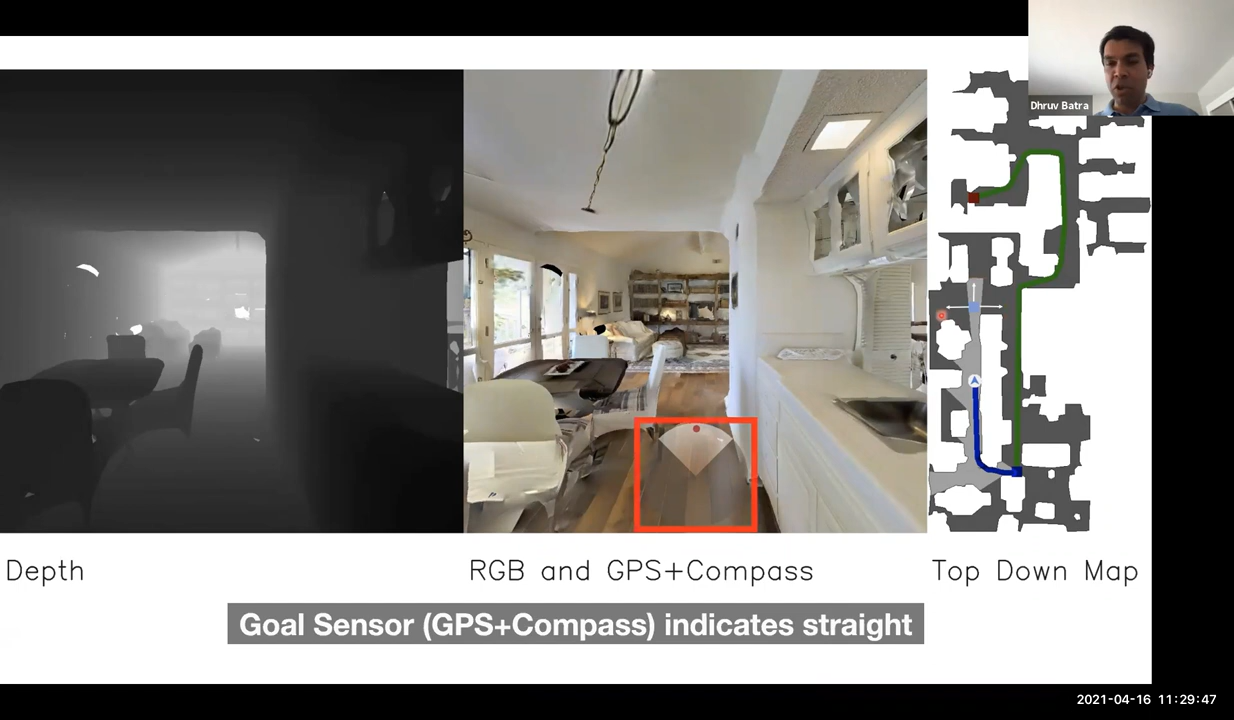 Dhruv Batra
Depth
RGB and GPS+Compass
Top Down Map
Goal Sensor (GPS+Compass) indicates straight
2021-04-16 11:29:47